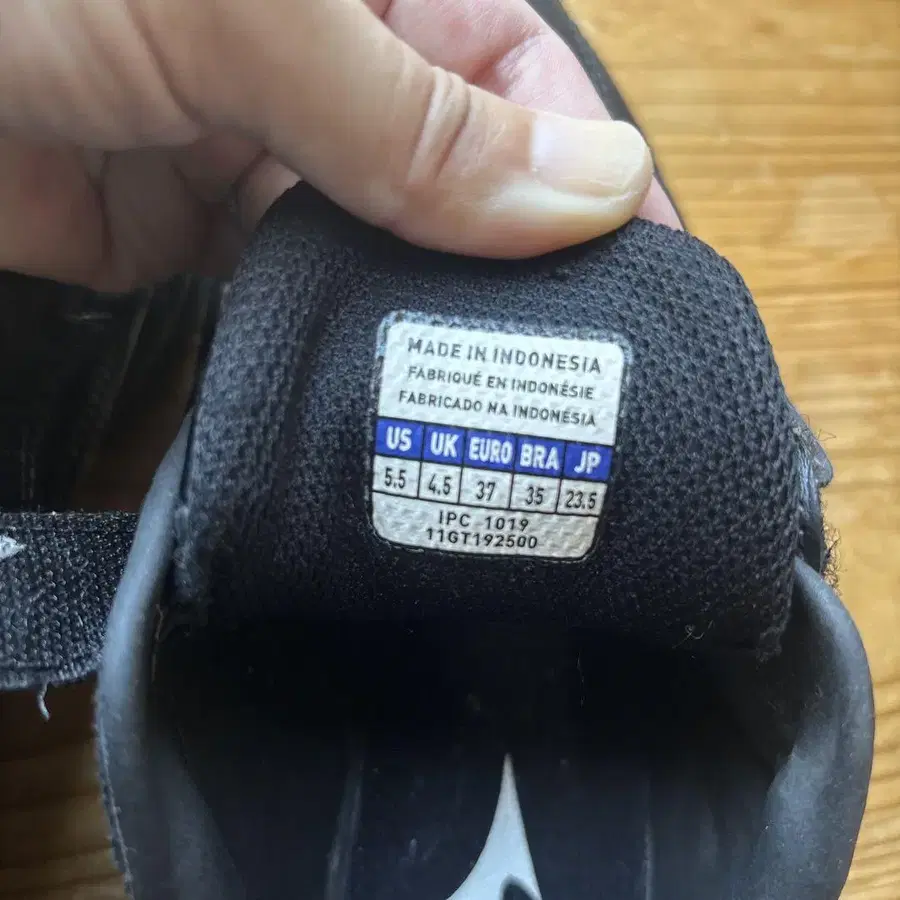 MADE IN INDONESIA
FABRIQUÉ EN INDONÉSIE
FABRICADO NA INDONESIA
US UK EURO BRA JP
5.5 4.5 37 35 23.5
IPC 1019
11GT192500